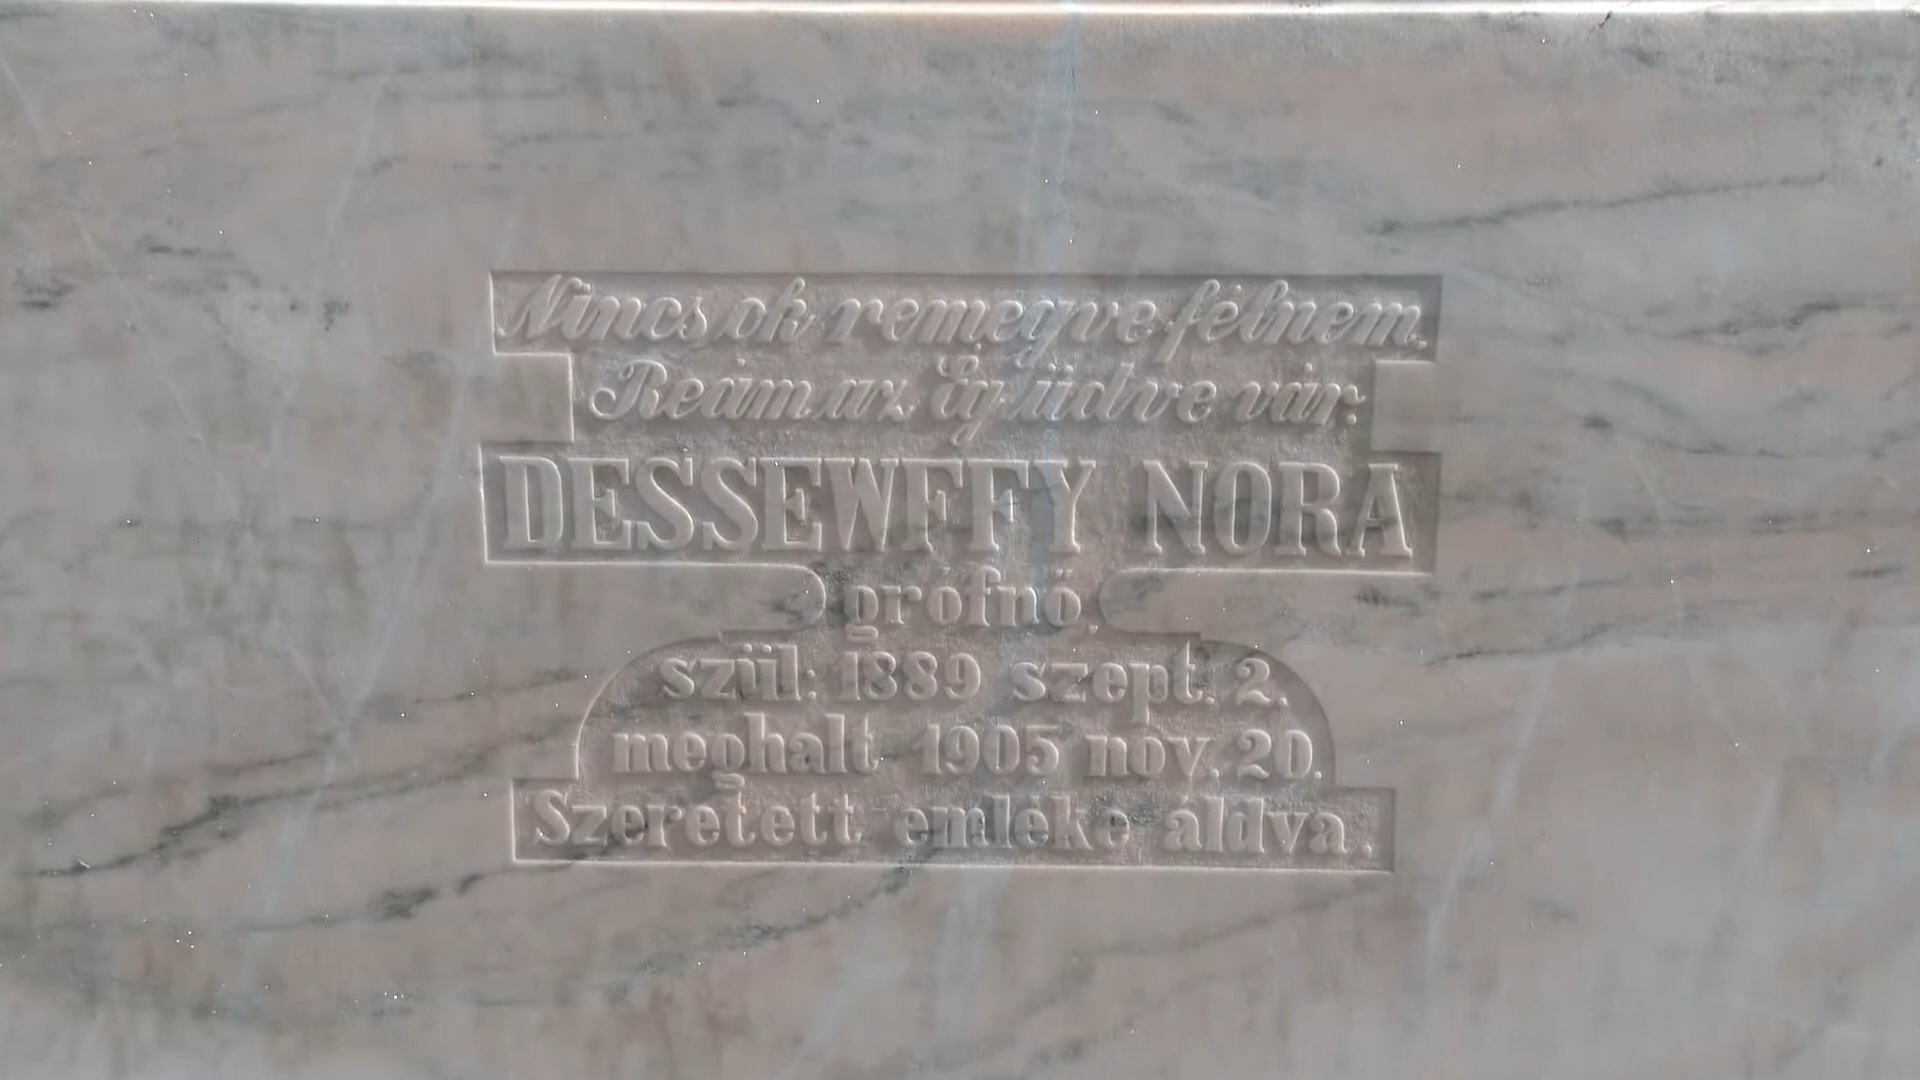 Nincs ok remegve félnem,
Reám az Ég üdve vár.
DESSEWFFY NORA
grófnő,
szül: 1889 szept. 2.
meghalt 1905 nov. 20.
Szeretett emléke áldva.